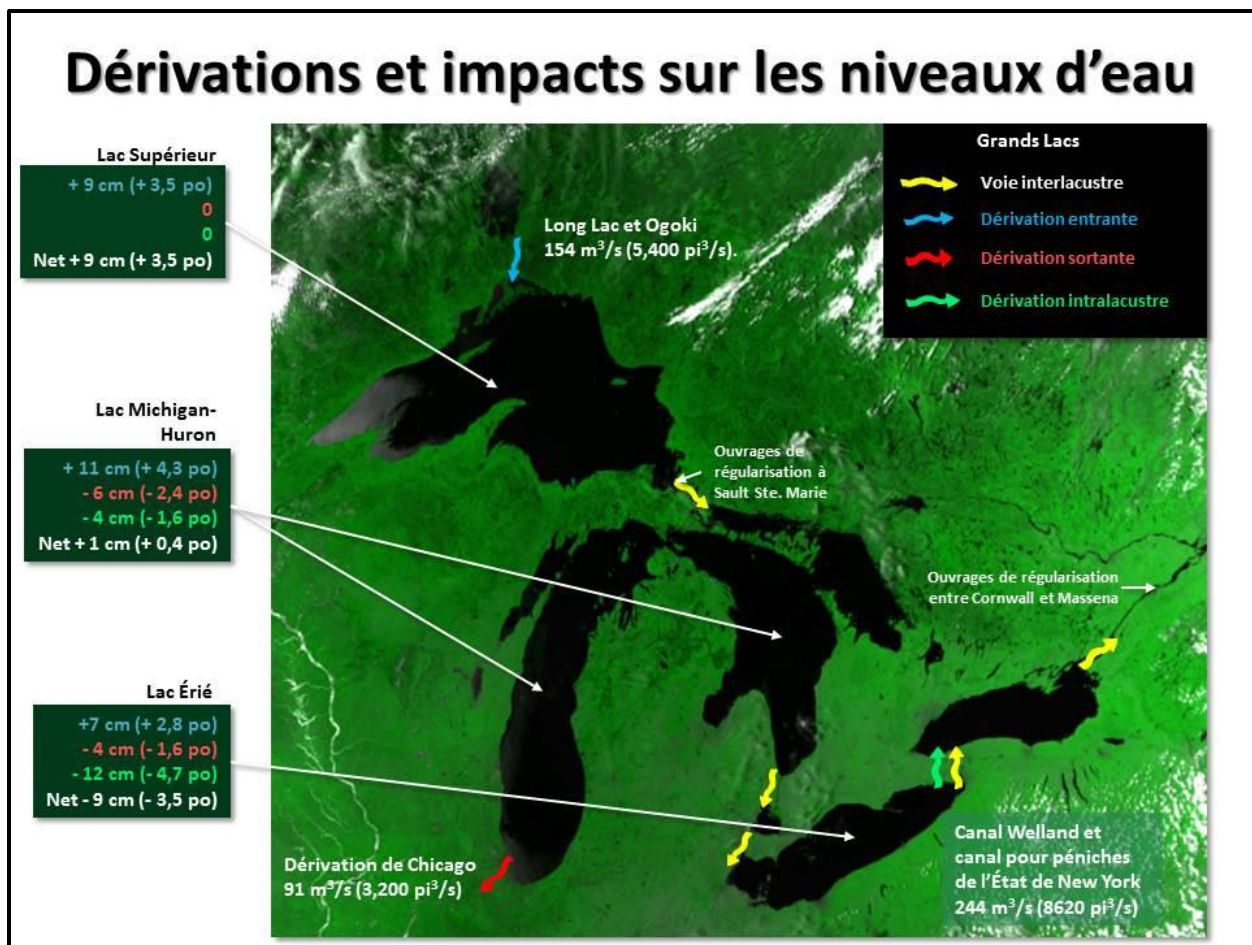 Dérivations et impacts sur les niveaux d’eau
Lac Supérieur
+ 9 cm (+ 3,5 po)
0
0
Net + 9 cm (+ 3,5 po)
Lac Michigan-
Huron
+ 11 cm (+ 4,3 po)
- 6 cm (- 2,4 po)
- 4 cm (- 1,6 po)
Net + 1 cm (+ 0,4 po)
Lac Érié
+7 cm (+ 2,8 po)
- 4 cm (- 1,6 po)
- 12 cm (- 4,7 po)
Net - 9 cm (- 3,5 po)
Long Lac et Ogoki
154 m³/s (5,400 pi³/s).
Grands Lacs
Voie interlacustre
Dérivation entrante
Dérivation sortante
Dérivation intralacustre
Ouvrages de
régularisation à
Sault Ste. Marie
Ouvrages de régularisation
entre Cornwall et Massena
Dérivation de Chicago
91 m³/s (3,200 pi³/s)
Canal Welland et
canal pour péniches
de l’État de New York
244 m³/s (8620 pi³/s)